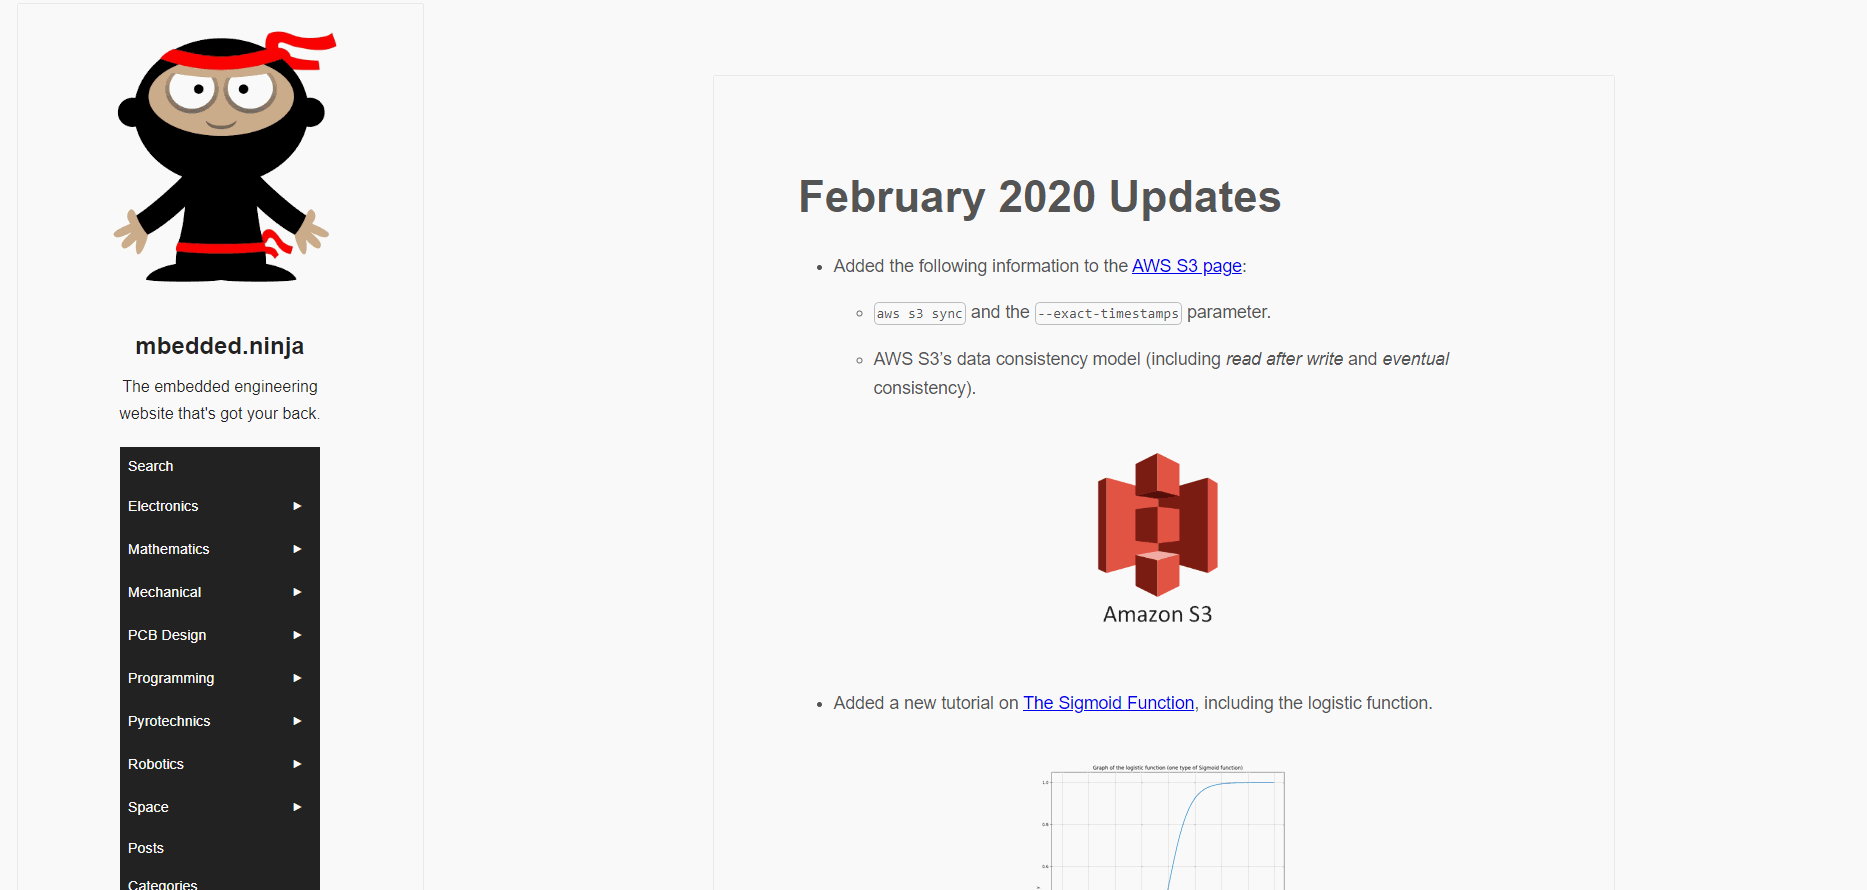 mbedded.ninja
The embedded engineering
website that's got your back.
Search
Electronics
Mathematics
Mechanical
PCB Design
Programming
Pyrotechnics
Robotics
Space
Posts
Categories
February 2020 Updates
Added the following information to the AWS S3 page:
aws s3 sync and the --exact-timestamps parameter.
AWS S3’s data consistency model (including read after write and eventual
consistency).
Amazon S3
Added a new tutorial on The Sigmoid Function, including the logistic function.
Graph of the logistic function (one type of Sigmoid function)
1.0
0.8
0.6